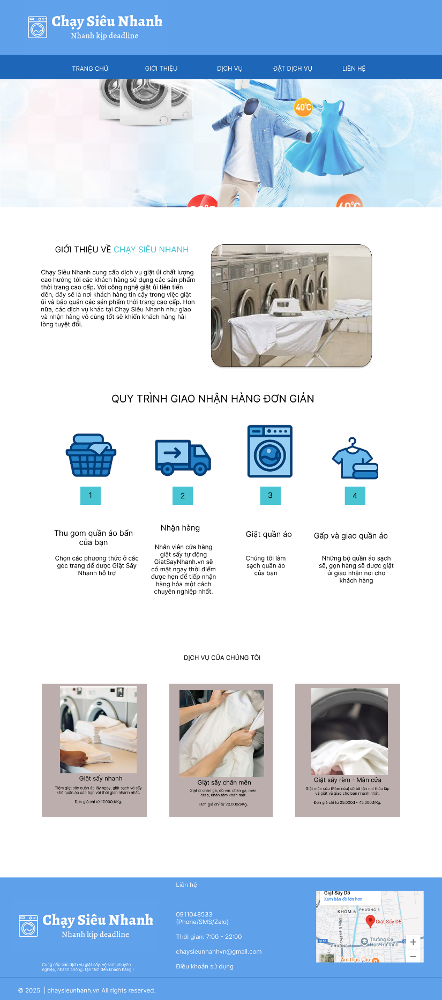 Chạy Siêu Nhanh
Nhanh kịp deadline
TRANG CHỦ
GIỚI THIỆU
DỊCH VỤ
ĐẶT DỊCH VỤ
LIÊN HỆ
40°C
60°C
GIỚI THIỆU VỀ CHẠY SIÊU NHANH
Chạy Siêu Nhanh cung cấp dịch vụ giặt ủi chất lượng
cao hướng tới các khách hàng sử dụng các sản phẩm
thời trang cao cấp. Với công nghệ giặt ủi tiên tiến
đến, đây sẽ là nơi khách hàng tin cậy trong việc giặt
ủi và bảo quản các sản phẩm thời trang cao cấp. Hơn
nữa, các dịch vụ khác tại Chạy Siêu Nhanh như giao
và nhận hàng vô cùng tốt sẽ khiến khách hàng hài
lòng tuyệt đối.
QUY TRÌNH GIAO NHẬN HÀNG ĐƠN GIẢN
1
2
3
4
Thu gom quần áo bẩn
của bạn
Chọn các phương thức ở các
góc trang để được Giặt Sấy
Nhanh hỗ trợ
Nhận hàng
Nhân viên cửa hàng
giặt sấy tự động
GiatSayNhanh.vn sẽ
có mặt ngay thời điểm
được hẹn để tiếp nhận
hàng hóa một cách
chuyên nghiệp nhất.
Giặt quần áo
Chúng tôi làm
sạch quần áo
của bạn
Gấp và giao quần áo
Những bộ quần áo sạch
sẽ, gọn hàng sẽ được giặt
ủi giao nhận nơi cho
khách hàng
DỊCH VỤ CỦA CHÚNG TÔI
Giặt sấy nhanh
Tiệm giặt sấy cuần áo lấy ngay, giặt sạch và sấy
khô quần áo của bạn với thời gian nhanh nhất.
Đơn giá chỉ từ 17.000đ/Kg.
Giặt sấy chăn mền
Giặt ủi chăn ga, đồ vải, chăn ga, mền,
drap, khăn tắm khăn mặt.
Đơn giá chỉ từ 20.000đ/Kg.
Giặt sấy rèm - Màn cửa
Giặt màn cửa (Rèm cửa) sẽ tới tận nơi tháo lắp
và giặt và giao cho bạn nhanh nhất.
Đơn giá chỉ từ 25.000đ - 45.000đ/Kg.
Chạy Siêu Nhanh
Nhanh kịp deadline
Cung cấp các dịch vụ giặt sấy, vệ sinh chuyên
nghiệp, nhanh chóng, tận tâm đến khách hàng !
Liên hệ
0911048533
(Phone/SMS/Zalo)
Thời gian: 7:00 - 22:00
chaysieunhanhvn@gmail.com
Điều khoản sử dụng
Giặt Sấy D5
Xem bản đồ lớn hơn
KHÓM 6
PHƯỜNG 5
Giặt Sấy D5
Điện Biên Phủ
QL53
PHƯỜNG 6
Trường Đại
Học Trà Vinh
Ẩm thực Cầu
© 2025 | chaysieunhanh.vn All rights reserved.